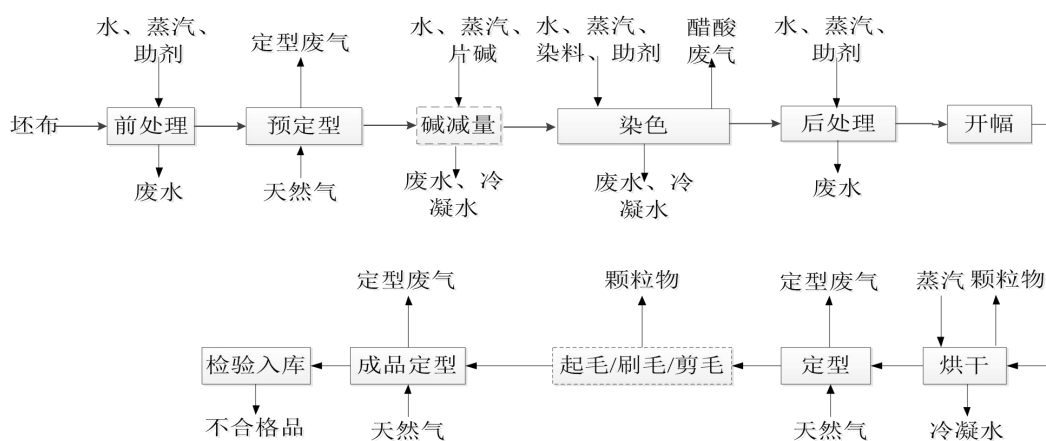 水、蒸汽、
助剂
定型废气
水、蒸汽、
片碱
水、蒸汽、
染料、助剂
醋酸
废气
水、蒸汽、
助剂
坯布
前处理
预定型
碱减量
染色
后处理
开幅
废水
天然气
废水、冷
凝水
废水、冷
凝水
废水
定型废气
颗粒物
定型废气
蒸汽
颗粒物
检验入库
成品定型
起毛/刷毛/剪毛
定型
烘干
不合格品
天然气
天然气
冷凝水